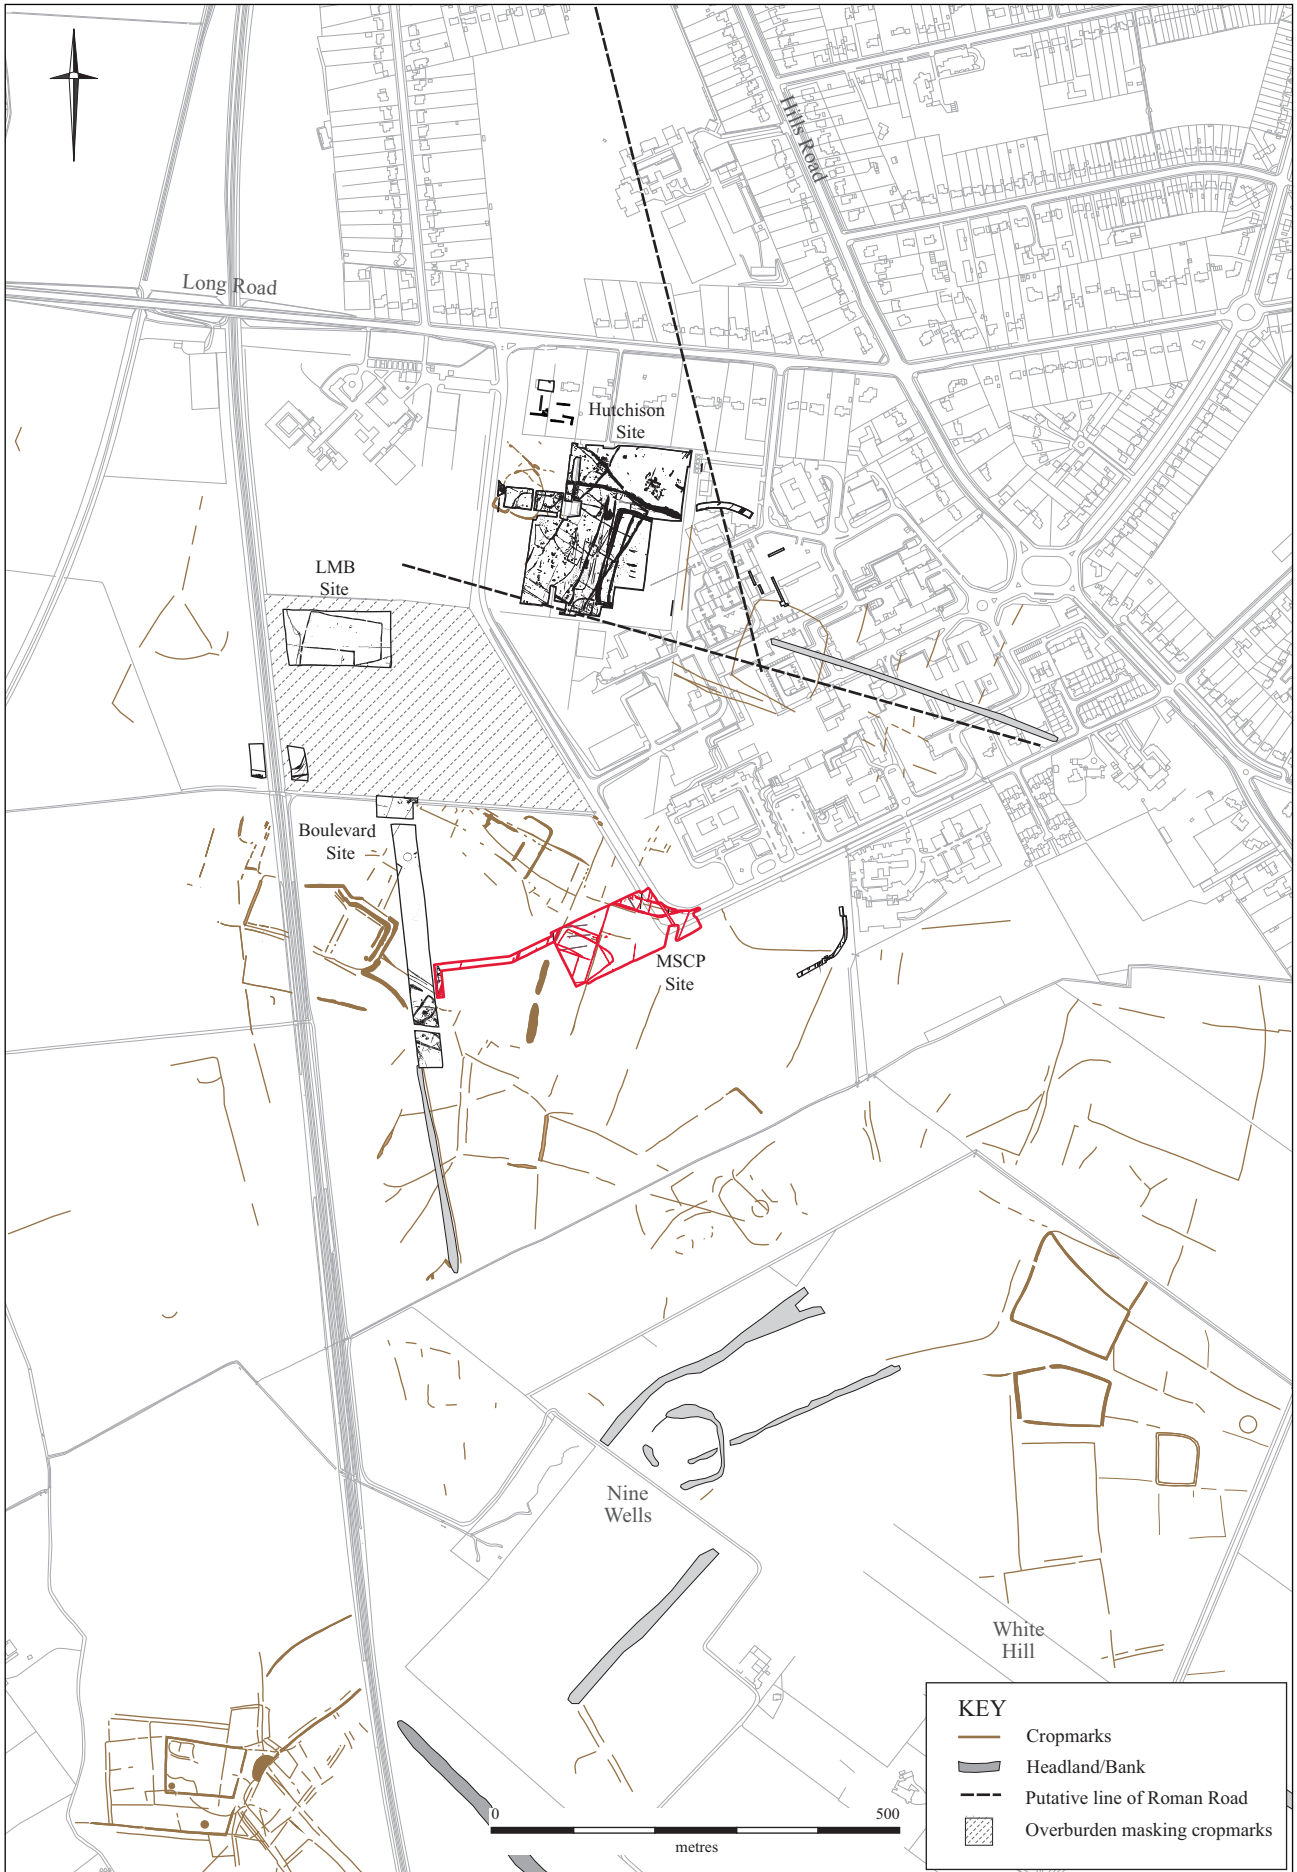 Hills Road
Long Road
Hutchison
Site
LMB
Site
Boulevard
Site
MSCP
Site
Nine
Wells
White
Hill
KEY
Cropmarks
Headland/Bank
Putative line of Roman Road
Overburden masking cropmarks
0
500
metres